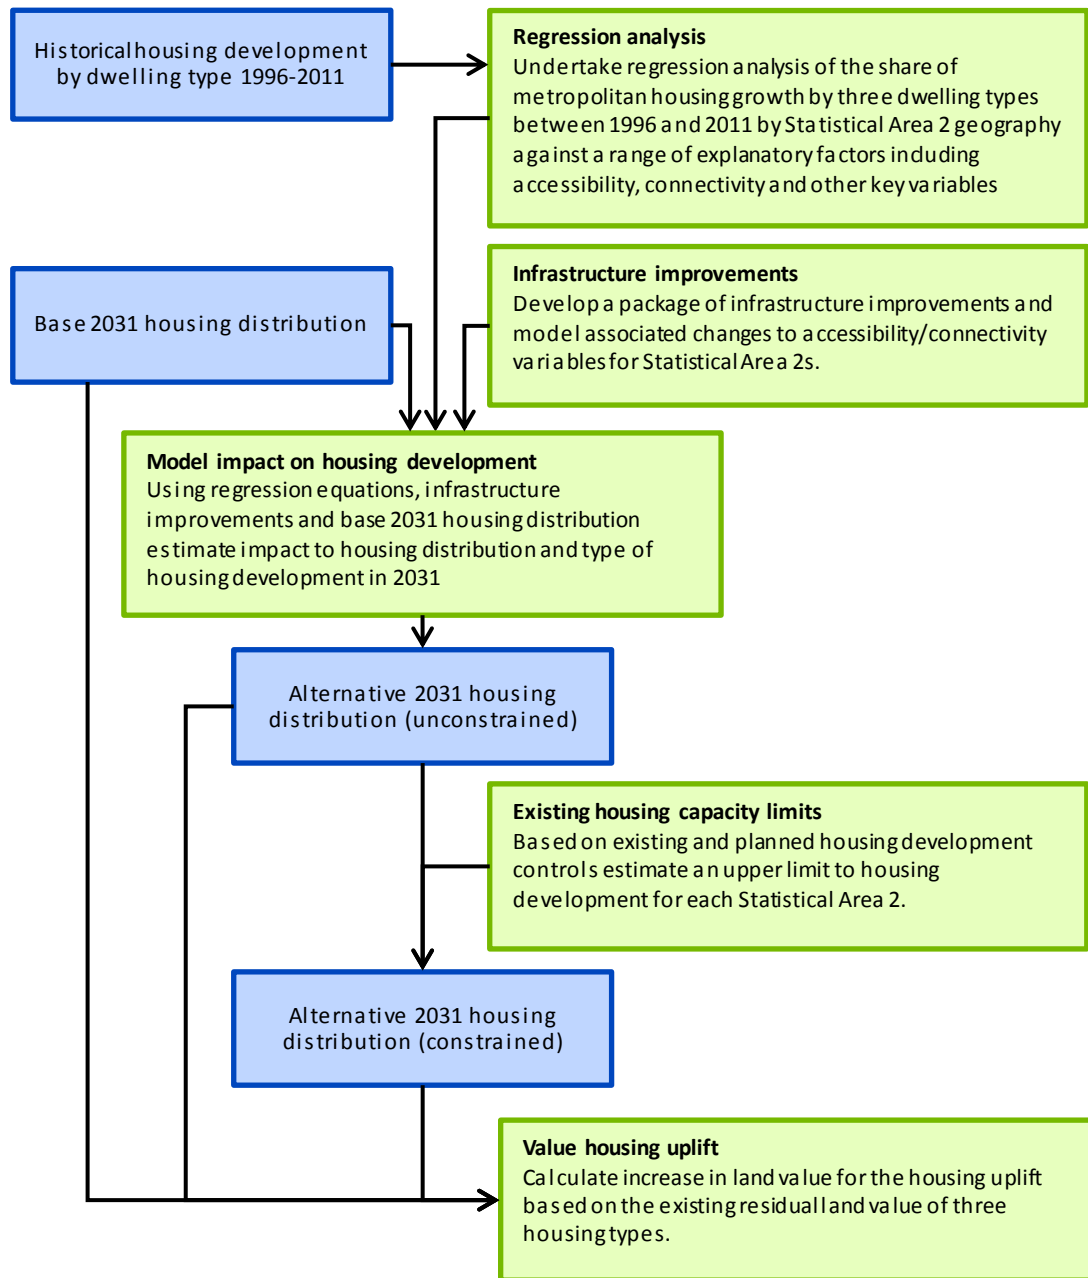 Historical housing development
by dwelling type 1996-2011
Regression analysis
Undertake regression analysis of the share of
metropolitan housing growth by three dwelling types
between 1996 and 2011 by Statistical Area 2 geography
against a range of explanatory factors including
accessibility, connectivity and other key variables
Base 2031 housing distribution
Infrastructure improvements
Develop a package of infrastructure improvements and
model associated changes to accessibility/connectivity
variables for Statistical Area 2s.
Model impact on housing development
Using regression equations, infrastructure
improvements and base 2031 housing distribution
estimate impact to housing distribution and type of
housing development in 2031
Alternative 2031 housing
distribution (unconstrained)
Existing housing capacity limits
Based on existing and planned housing development
controls estimate an upper limit to housing
development for each Statistical Area 2.
Alternative 2031 housing
distribution (constrained)
Value housing uplift
Calculate increase in land value for the housing uplift
based on the existing residual land value of three
housing types.